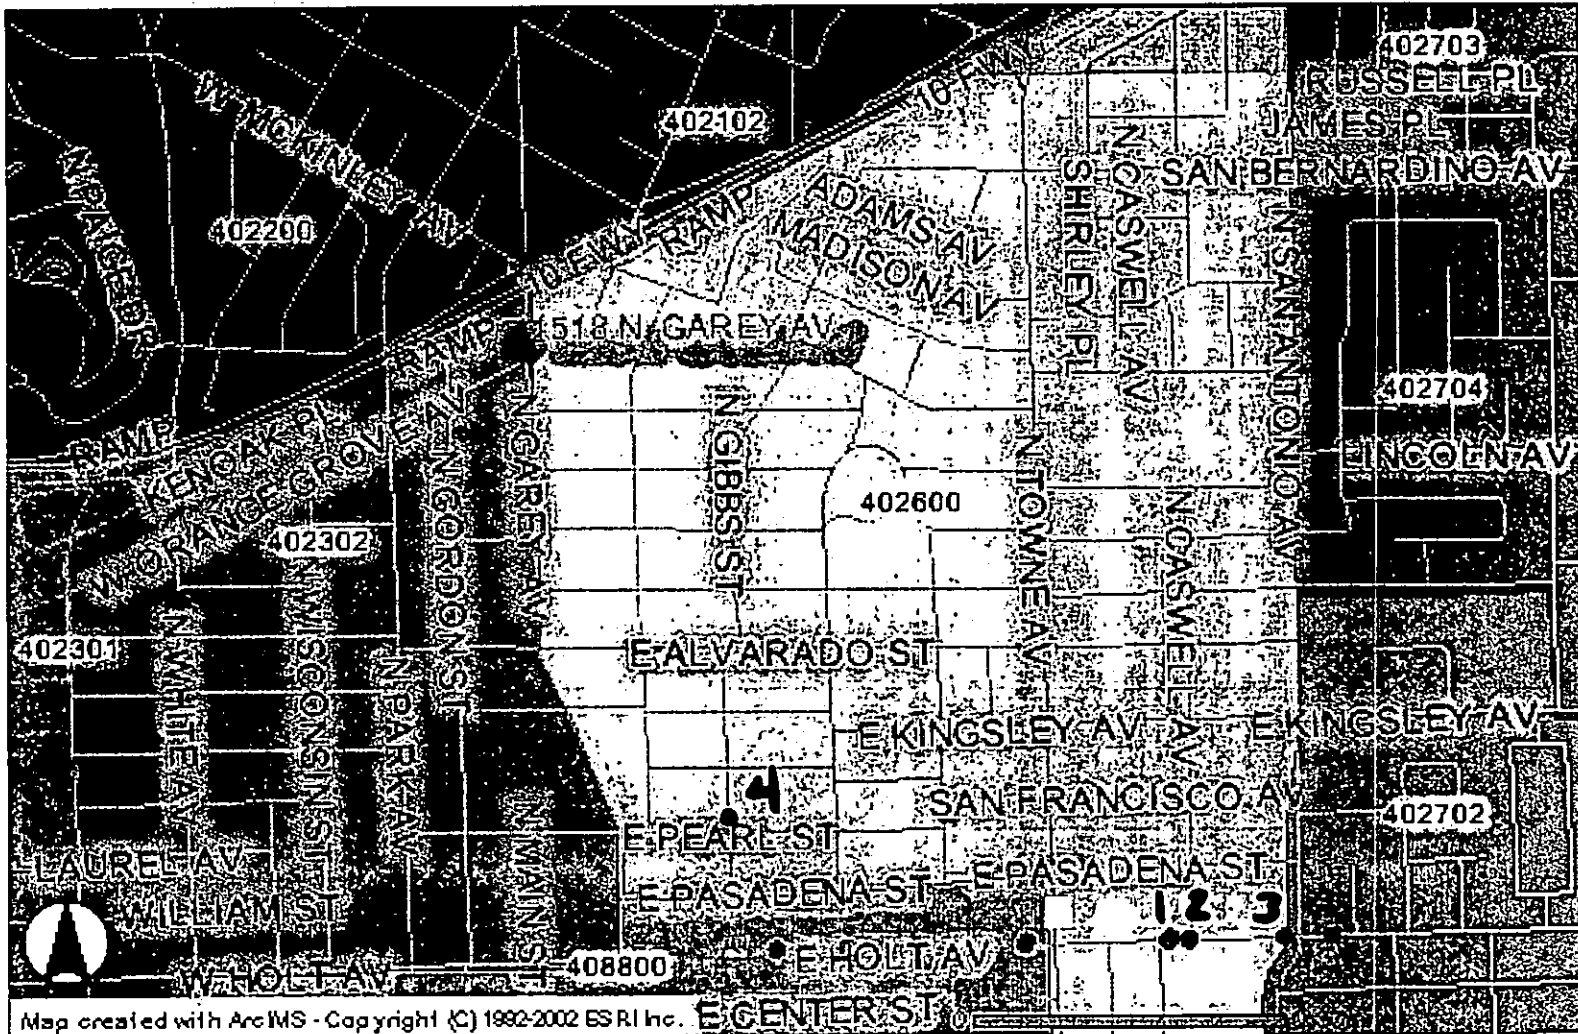 402703
RUSSELL PL
10 FWY
402102
JAMES PL
W MCKINLEY AV
N CASWELL AV
SHIRLEY PL
SAN BERNARDINO AV
N SAN ANTONIO AV
402200
RAMP
ADAMS AV
MADISON AV
10 FWY
518 N. GAREY AV
RAMP
402704
RAMP
KENOAK PL
W ORANGE GROVE AV
N GORDON ST
N GAREY AV
N GIBBS ST
402600
N TOWNE AV
N CASWELL AV
LINCOLN AV
402302
402301
N WHITE AV
N WISCONSIN ST
N PARK AV
E ALVARADO ST
E KINGSLEY AV
E KINGSLEY AV
4
SAN FRANCISCO AV
402702
E PEARL ST
LAUREL AV
E PASADENA ST
E PASADENA ST
WILLIAM ST
N MAIN ST
1 2 3
E HOLT AV
408800
W HOLT AV
E CENTER ST
Map created with ArcIMS - Copyright (C) 1992-2002 ESRI Inc.